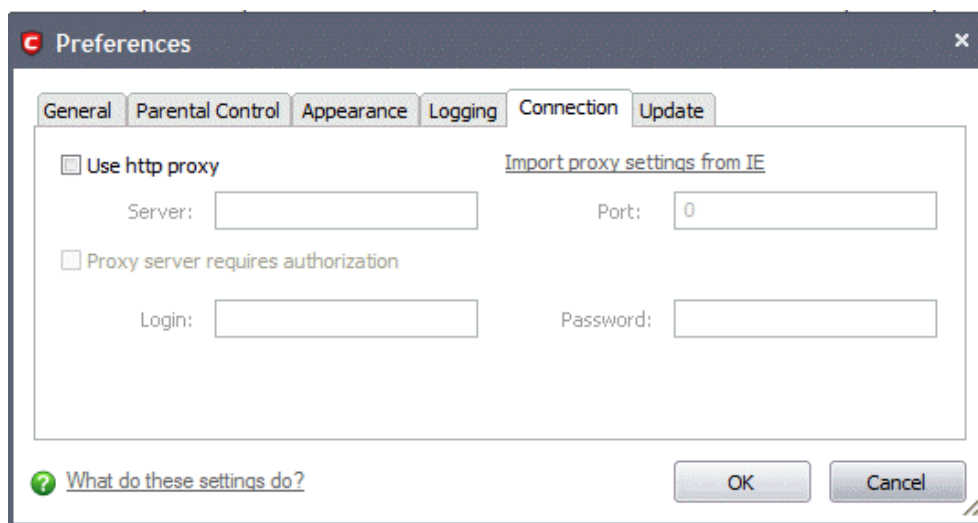 Preferences
General Parental Control Appearance Logging Connection Update
Use http proxy Import proxy settings from IE
Server: Port: 0
Proxy server requires authorization
Login: Password:
What do these settings do? OK Cancel